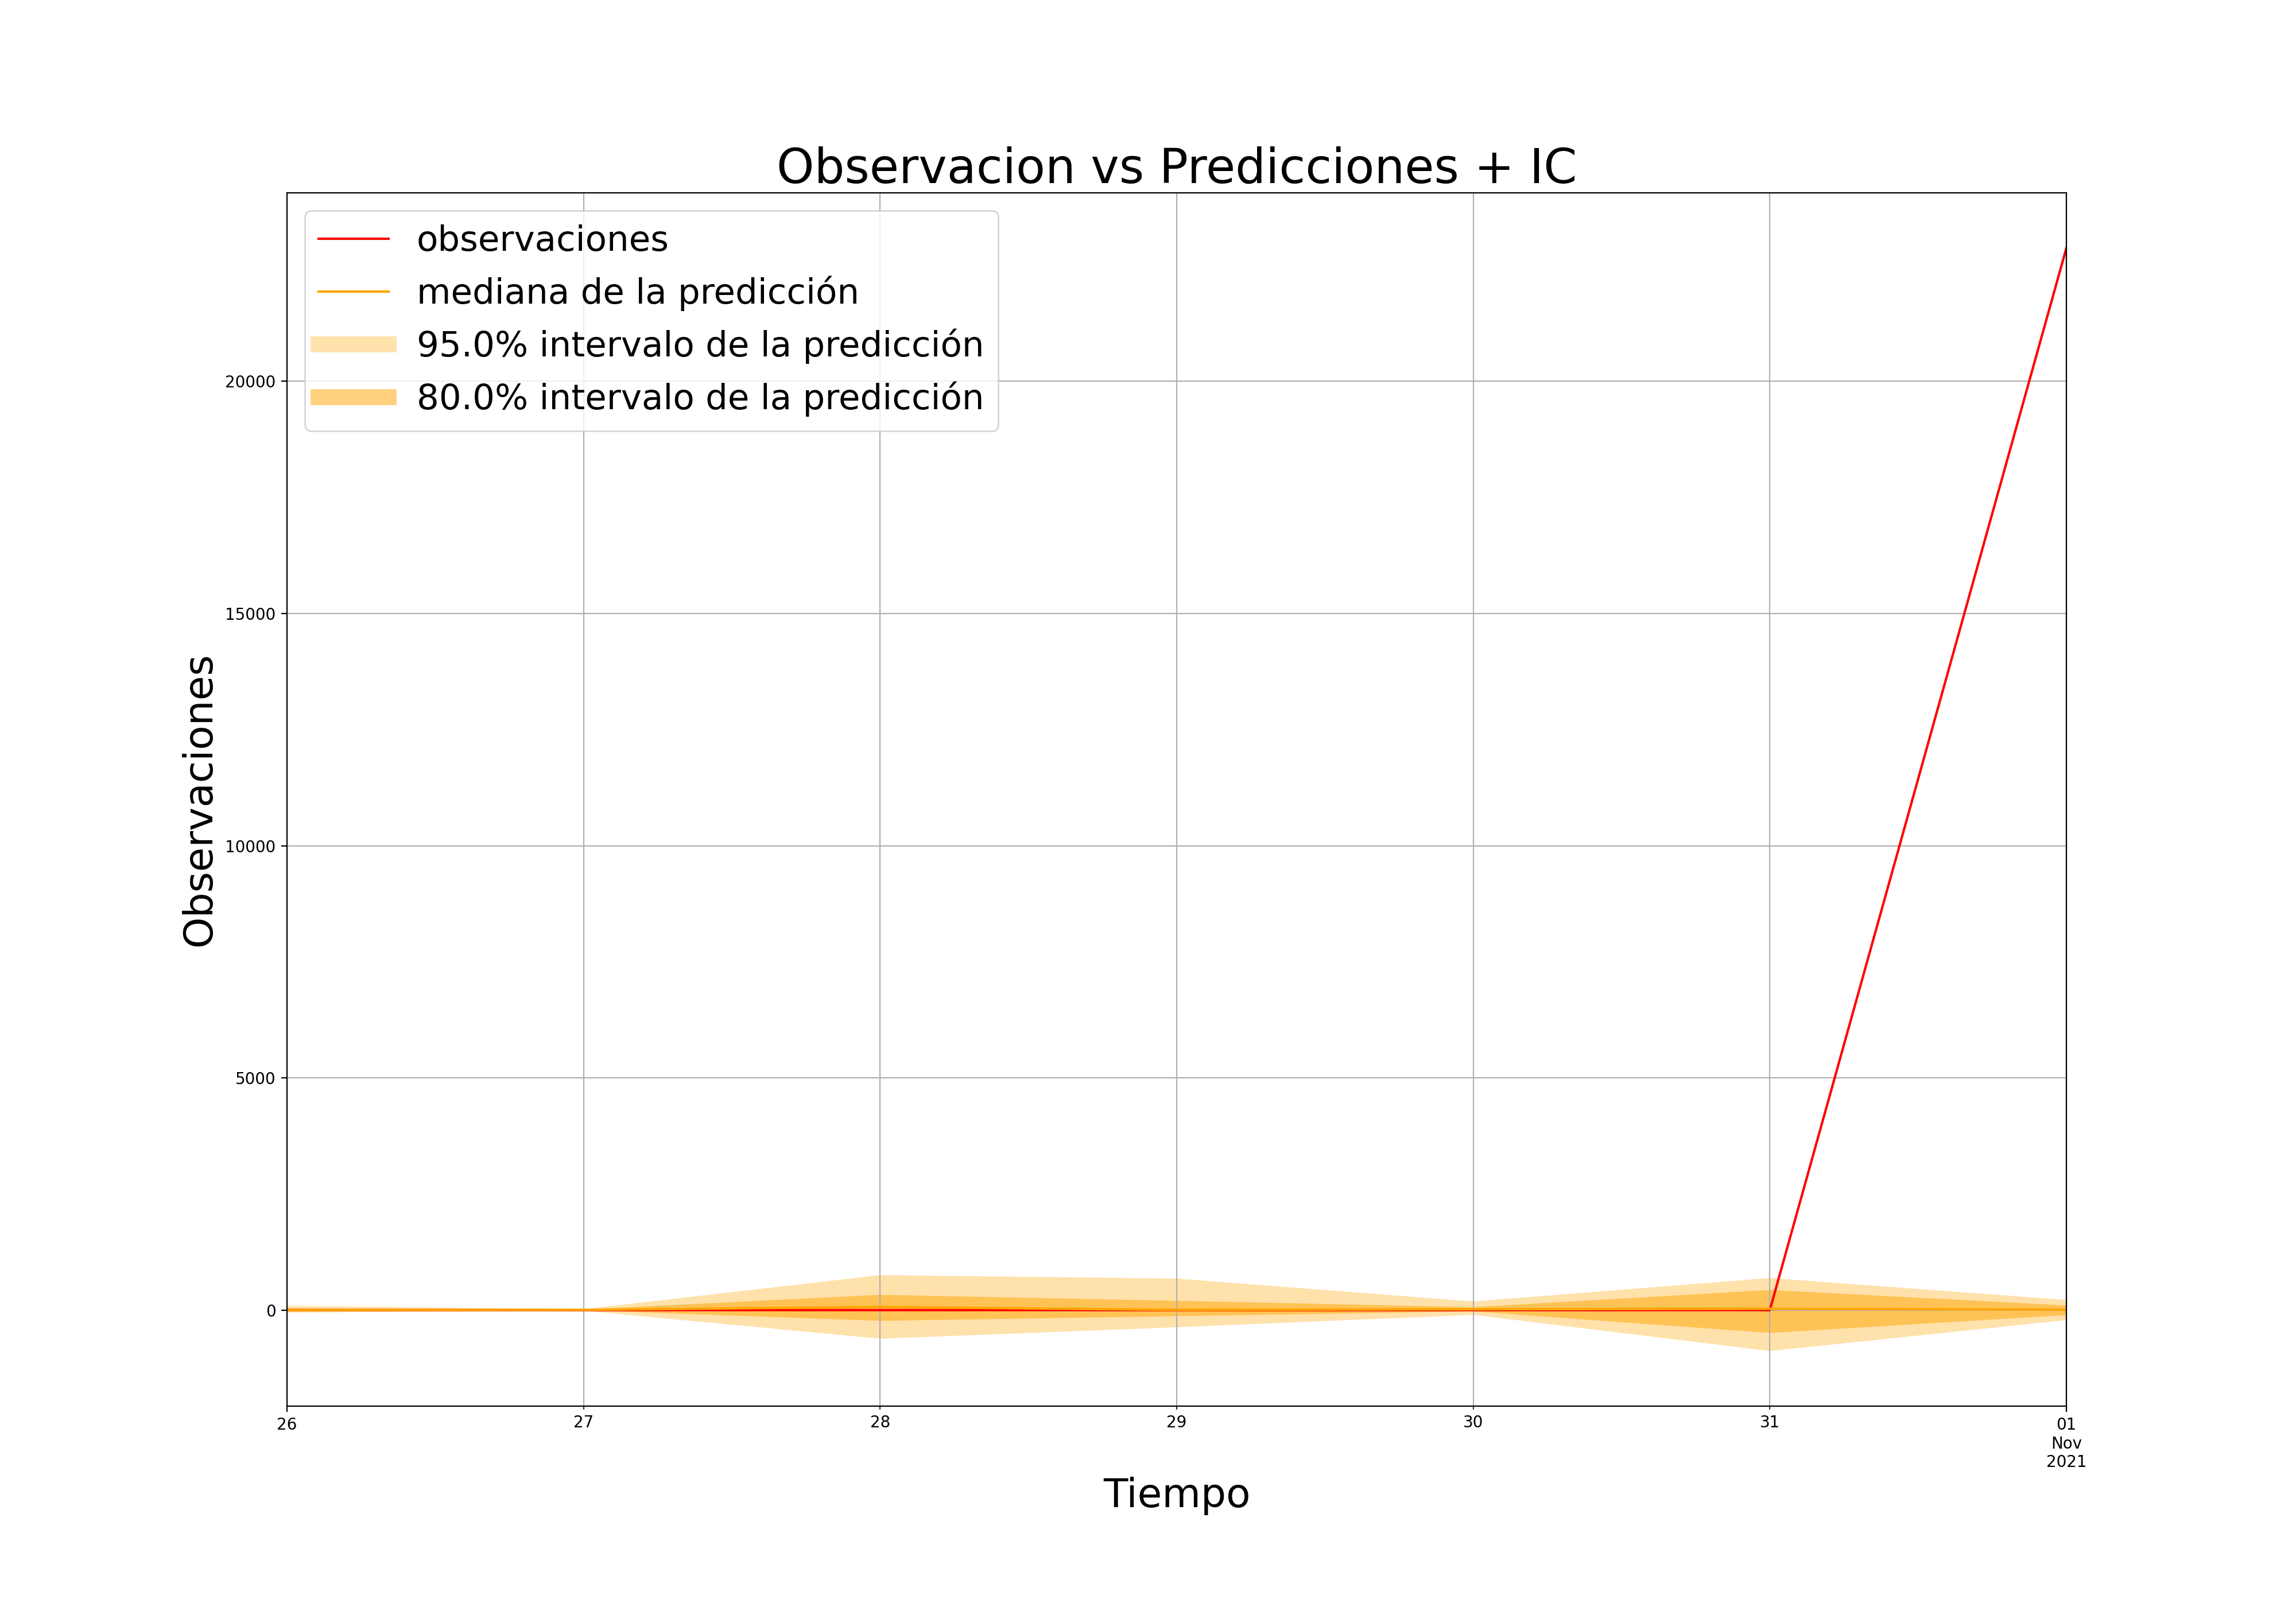 Observacion vs Predicciones + IC
observaciones
mediana de la predicción
95.0% intervalo de la predicción
80.0% intervalo de la predicción
20000
15000
10000
5000
0
Observaciones
26 27 28 29 30 31 01
Nov
2021
Tiempo